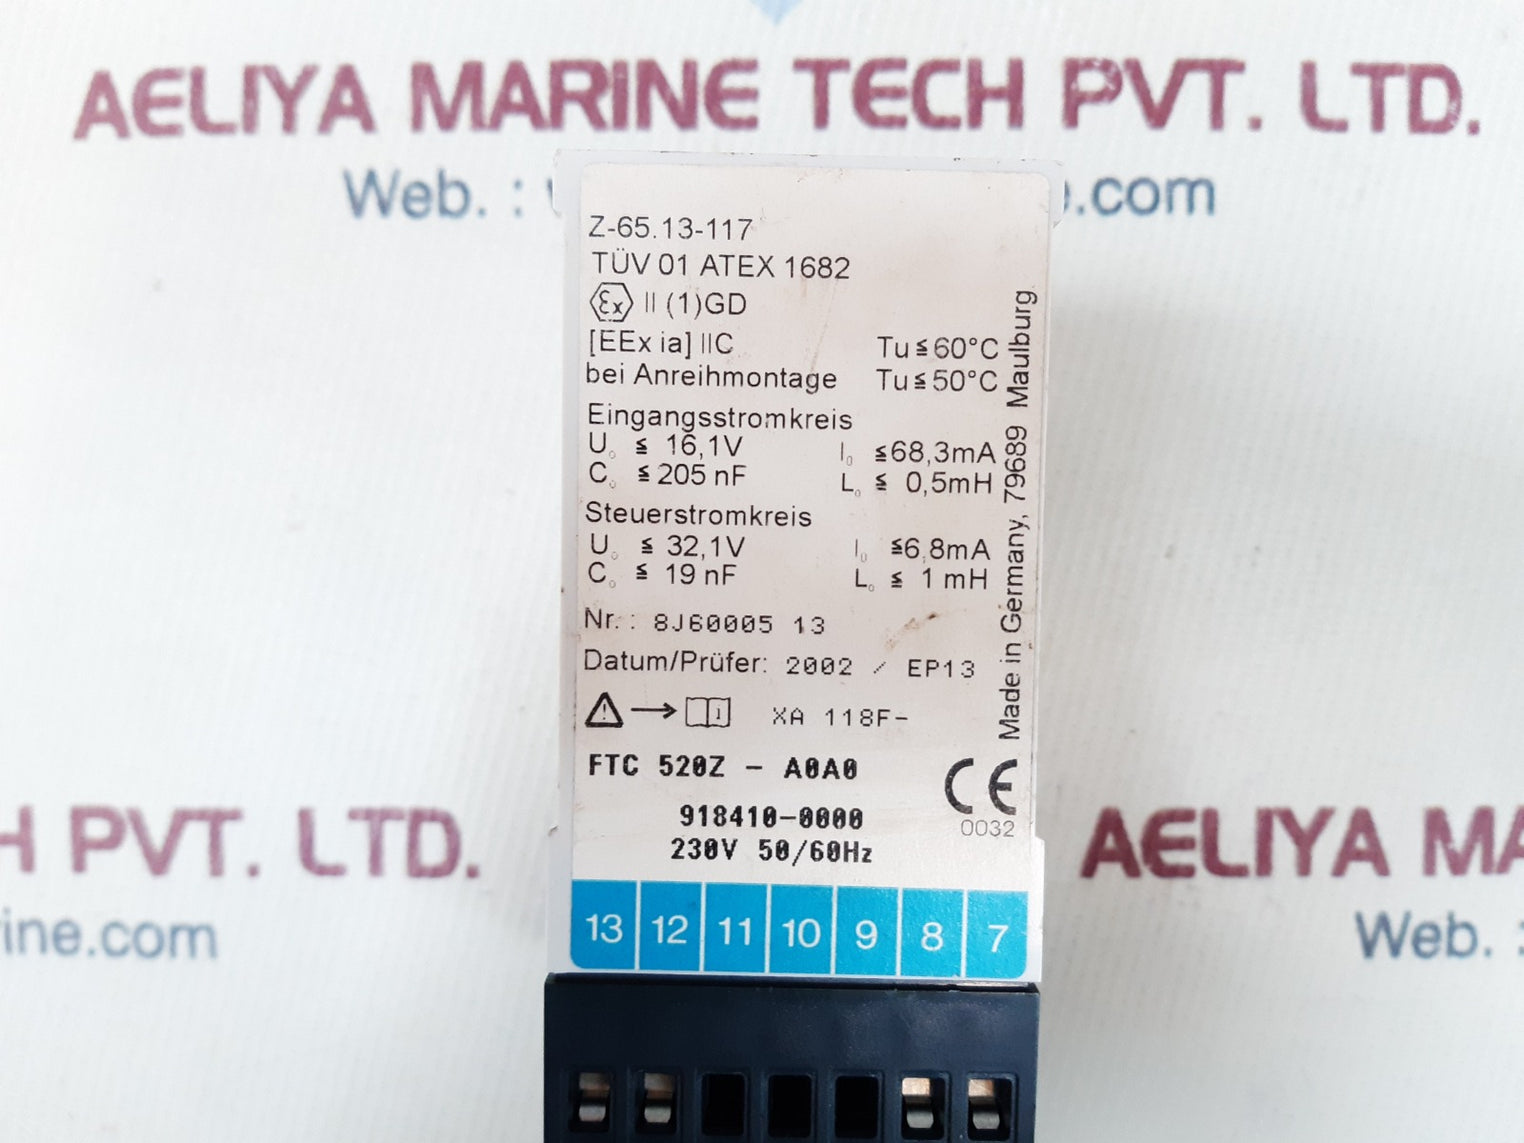 AELIYA MARINE TECH PVT. LTD.
Web. : .com
Z-65.13-117
TÜV 01 ATEX 1682
Ex II (1)GD
[EEx ia] IIC Tu ≦ 60°C
bei Anreihmontage Tu ≦ 50°C
Eingangsstromkreis
U₀ ≦ 16,1V I₀ ≦68,3mA
C₀ ≦ 205 nF L₀ ≦ 0,5mH
Steuerstromkreis
U₀ ≦ 32,1V I₀ ≦6,8mA
C₀ ≦ 19 nF L₀ ≦ 1 mH
Nr. : 8J60005 13
Datum/Prüfer: 2002 / EP13
XA 118F-
FTC 520Z - A0A0
918410-0000
230V 50/60Hz
CE
0032
Made in Germany, 79689 Maulburg
13 12 11 10 9 8 7
H PVT. LTD.
rine.com
AELIYA MA
Web. :